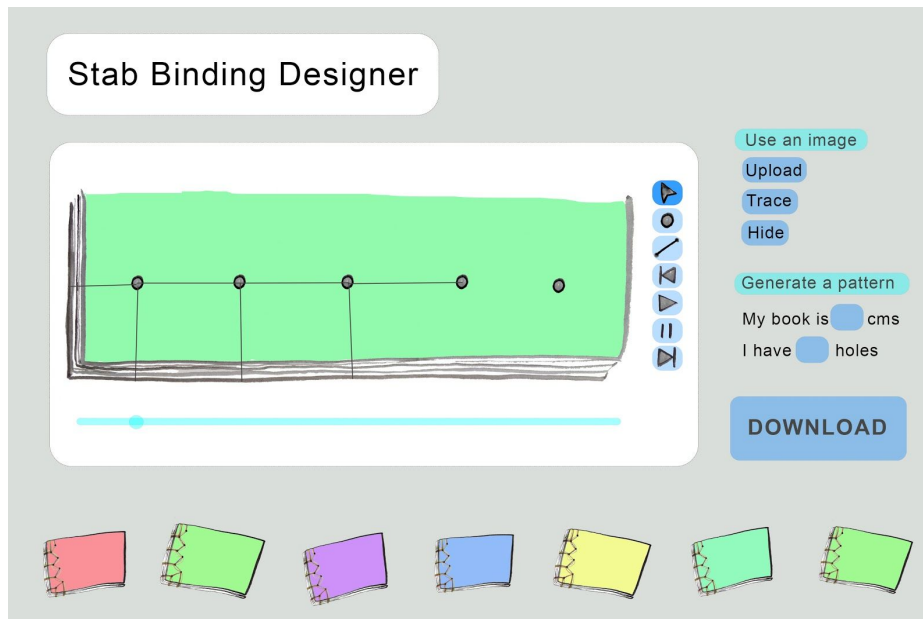 Stab Binding Designer
Use an image
Upload
Trace
Hide
Generate a pattern
My book is cms
I have holes
DOWNLOAD